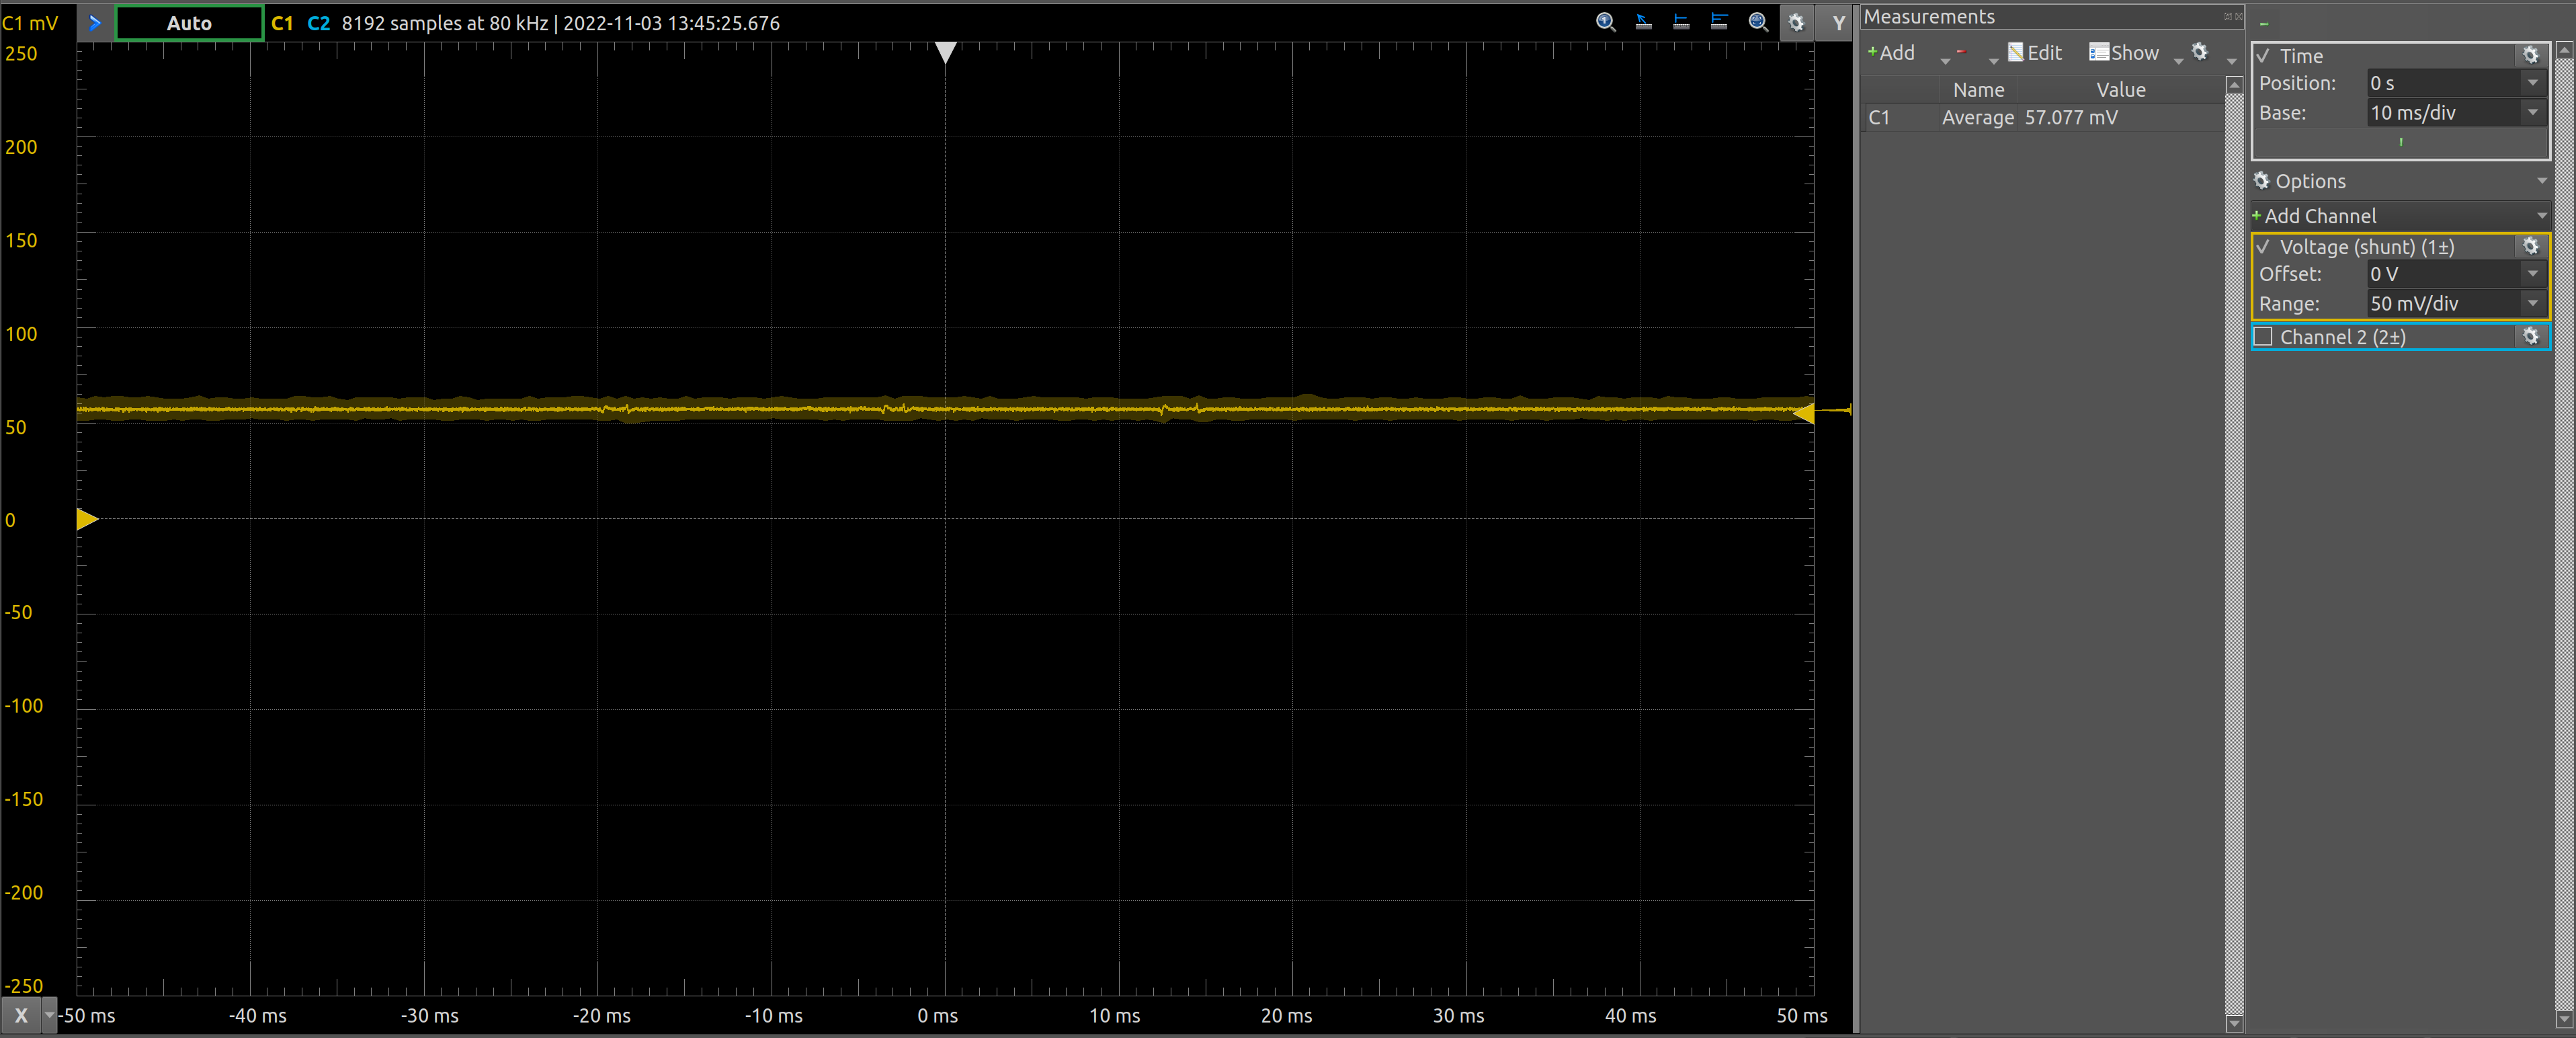 C1 mV
Auto C1 C2 8192 samples at 80 kHz | 2022-11-03 13:45:25.676 Y
250
200
150
100
50
0
-50
-100
-150
-200
-250
X -50 ms -40 ms -30 ms -20 ms -10 ms 0 ms 10 ms 20 ms 30 ms 40 ms 50 ms
Measurements
+Add Edit Show
Name Value
C1 Average 57.077 mV
Time
Position: 0 s
Base: 10 ms/div
Options
+ Add Channel
Voltage (shunt) (1±)
Offset: 0 V
Range: 50 mV/div
Channel 2 (2±)